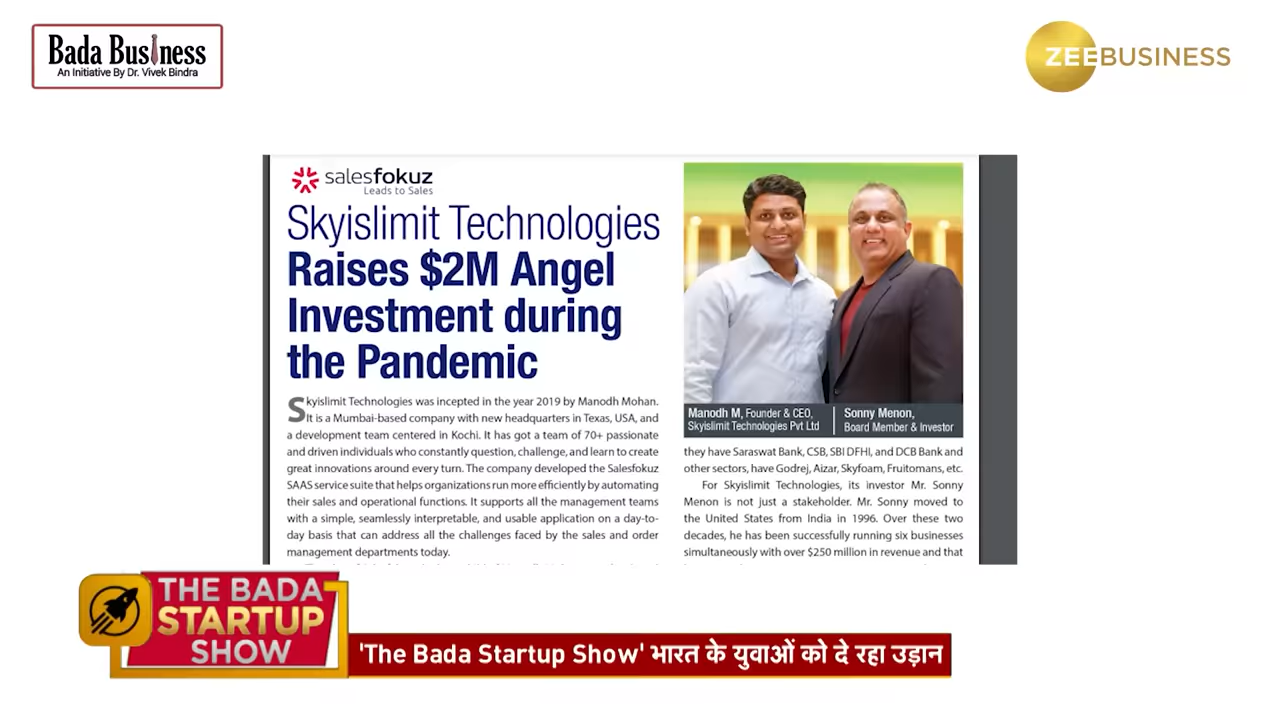 Bada Business
An Initiative By Dr. Vivek Bindra
ZEEBUSINESS
salesfokuz
Leads to Sales
Skyislimit Technologies
Raises $2M Angel
Investment during
the Pandemic
Skyislimit Technologies was incepted in the year 2019 by Manodh Mohan.
It is a Mumbai-based company with new headquarters in Texas, USA, and
a development team centered in Kochi. It has got a team of 70+ passionate
and driven individuals who constantly question, challenge, and learn to create
great innovations around every turn. The company developed the Salesfokuz
SAAS service suite that helps organizations run more efficiently by automating
their sales and operational functions. It supports all the management teams
with a simple, seamlessly interpretable, and usable application on a day-to-
day basis that can address all the challenges faced by the sales and order
management departments today.
Manodh M, Founder & CEO,
Skyislimit Technologies Pvt Ltd
Sonny Menon,
Board Member & Investor
they have Saraswat Bank, CSB, SBI DFHI, and DCB Bank and
other sectors, have Godrej, Aizar, Skyfoam, Fruitomans, etc.
For Skyislimit Technologies, its investor Mr. Sonny
Menon is not just a stakeholder. Mr. Sonny moved to
the United States from India in 1996. Over these two
decades, he has been successfully running six businesses
simultaneously with over $250 million in revenue and that
THE BADA
STARTUP
SHOW
'The Bada Startup Show' भारत के युवाओं को दे रहा उड़ान